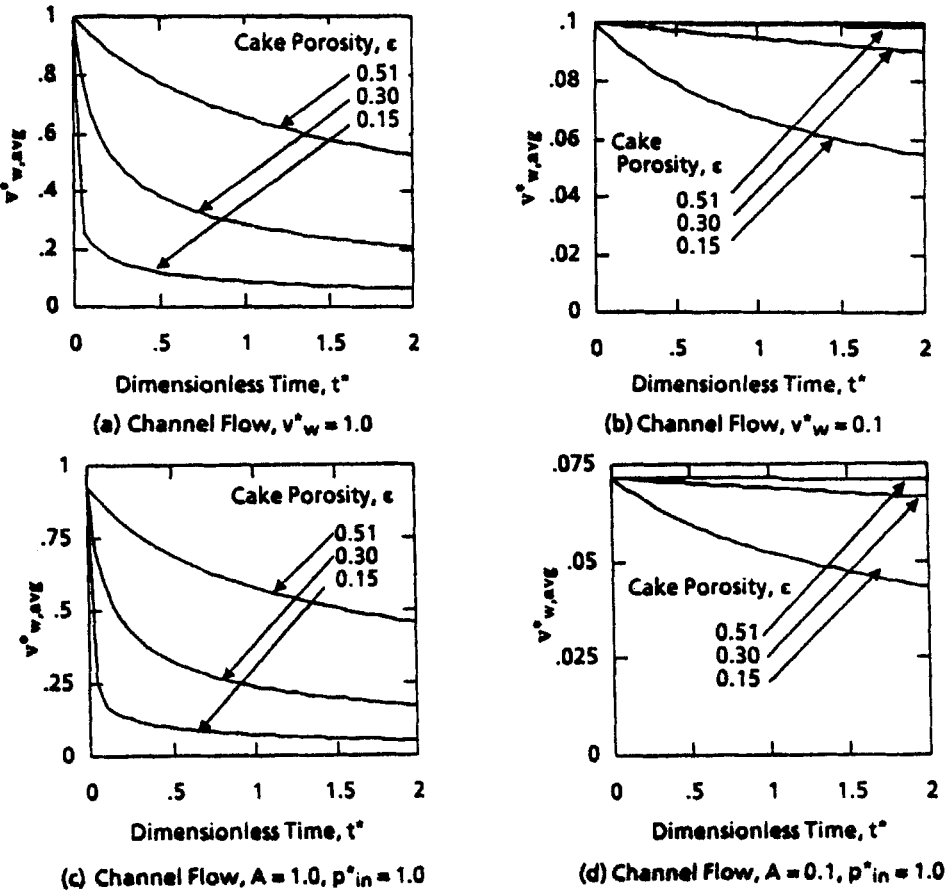 1
.8
.6
.4
.2
0
v*w,avg
Cake Porosity, ε
0.51
0.30
0.15
0 .5 1 1.5 2
Dimensionless Time, t*
(a) Channel Flow, v*w = 1.0
.1
.08
.06
.04
.02
0
v*w,avg
Cake
Porosity, ε
0.51
0.30
0.15
0 .5 1 1.5 2
Dimensionless Time, t*
(b) Channel Flow, v*w = 0.1
1
.75
.5
.25
0
v*w,avg
Cake Porosity, ε
0.51
0.30
0.15
0 .5 1 1.5 2
Dimensionless Time, t*
(c) Channel Flow, A = 1.0, p*in = 1.0
.075
.05
.025
0
v*w,avg
Cake Porosity, ε
0.51
0.30
0.15
0 .5 1 1.5 2
Dimensionless Time, t*
(d) Channel Flow, A = 0.1, p*in = 1.0